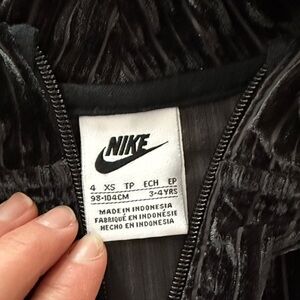 NIKE
4 XS TP ECH EP
98-104CM 3-4YRS
MADE IN INDONESIA
FABRIQUÉ EN INDONÉSIE
HECHO EN INDONESIA